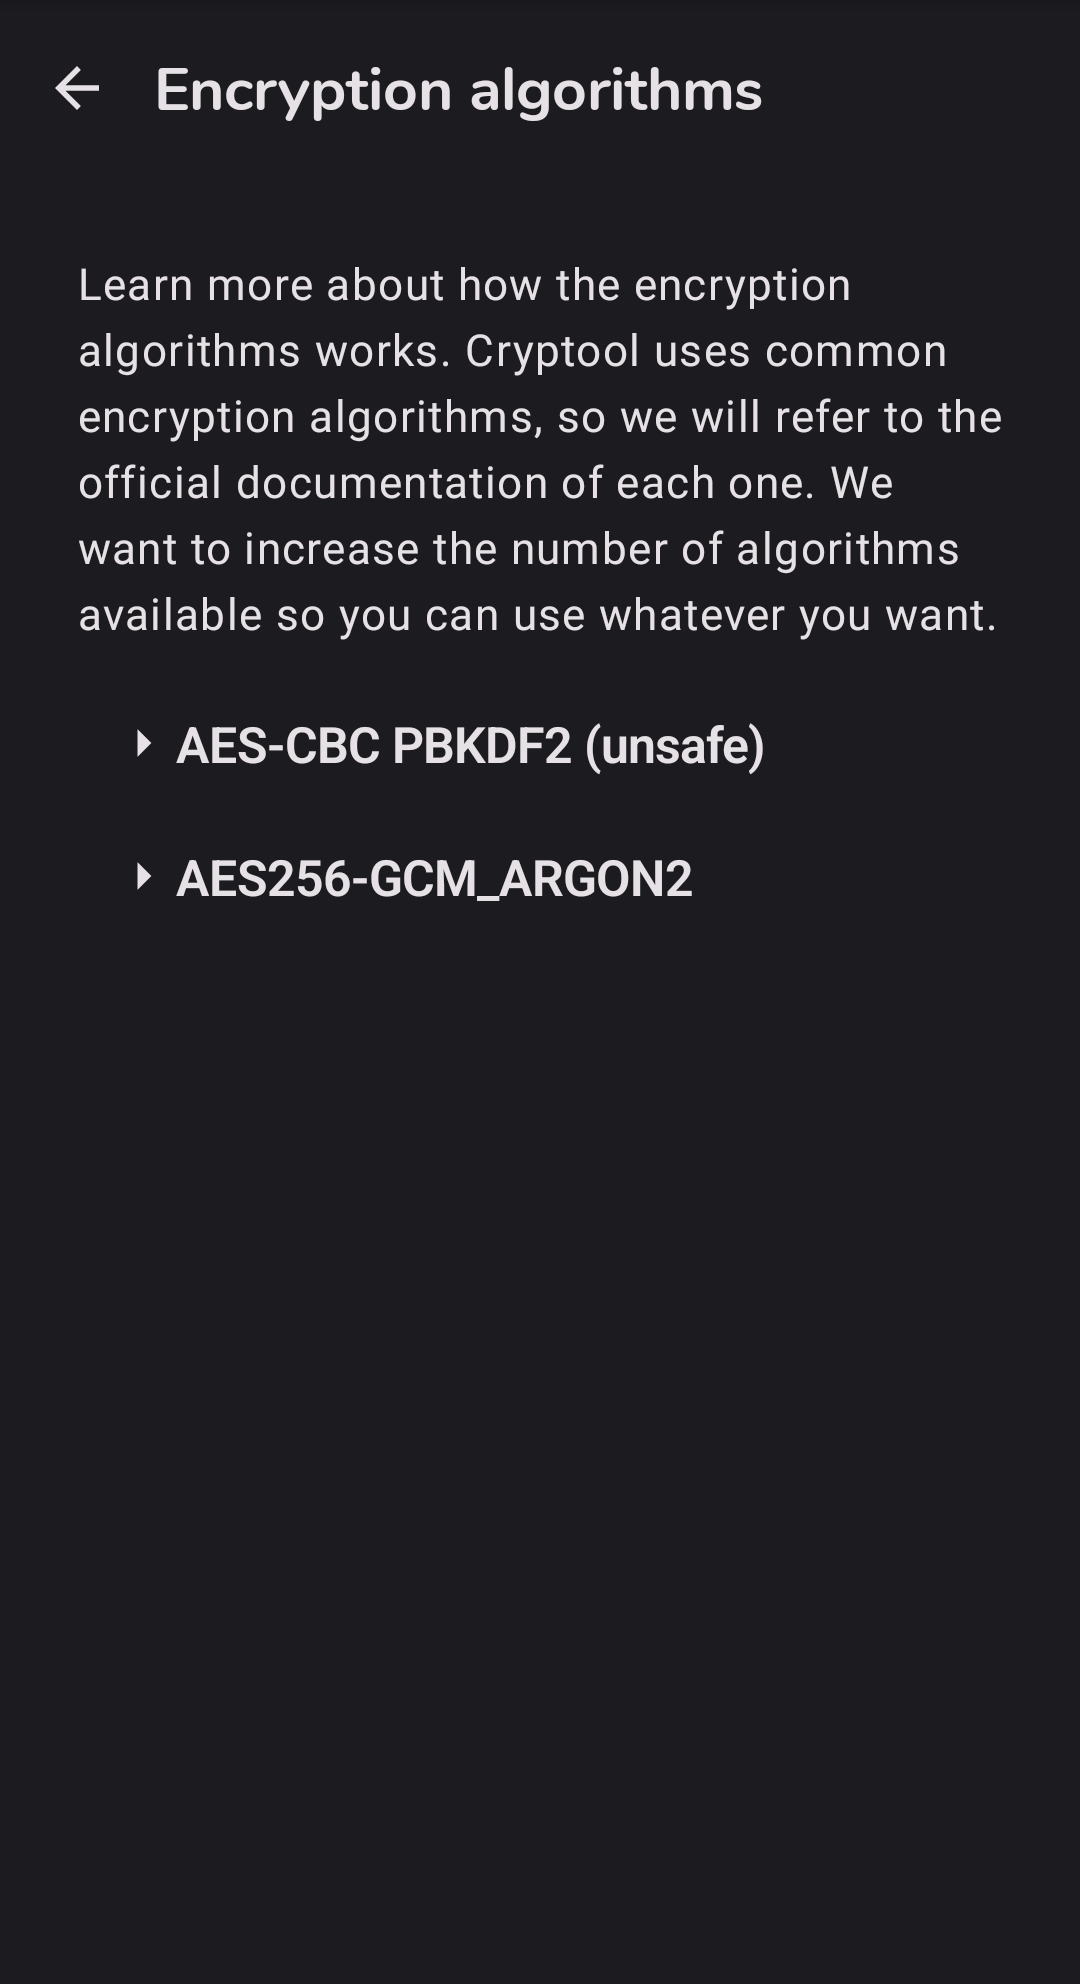 Encryption algorithms
Learn more about how the encryption
algorithms works. Cryptool uses common
encryption algorithms, so we will refer to the
official documentation of each one. We
want to increase the number of algorithms
available so you can use whatever you want.
AES-CBC PBKDF2 (unsafe)
AES256-GCM_ARGON2